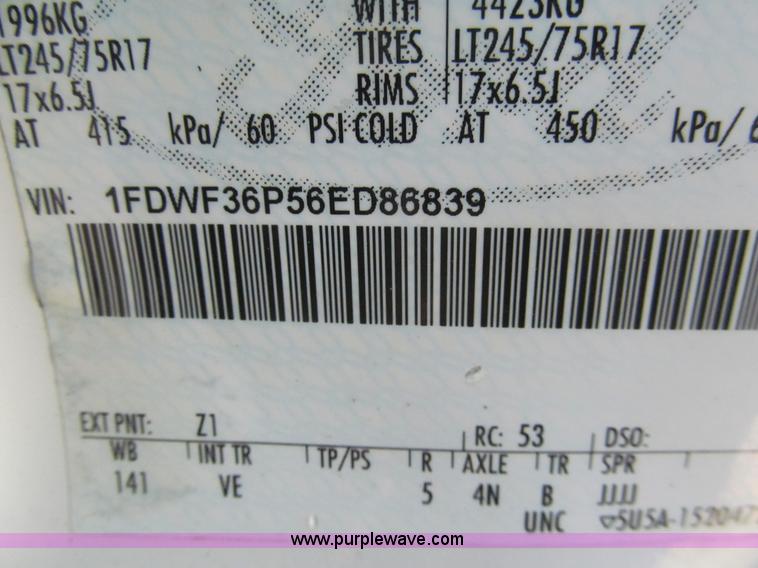 1996KG WITH 4423KG
LT245/75R17 TIRES LT245/75R17
17x6.5J RIMS 17x6.5J
AT 415 kPa/ 60 PSI COLD AT 450 kPa/
VIN: 1FDWF36P56ED86839
EXT PNT: Z1 RC: 53 DSO:
WB INT TR TP/PS R AXLE TR SPR
141 VE 5 4N B JJJJ
UNC ▽5U5A-152047
www.purplewave.com